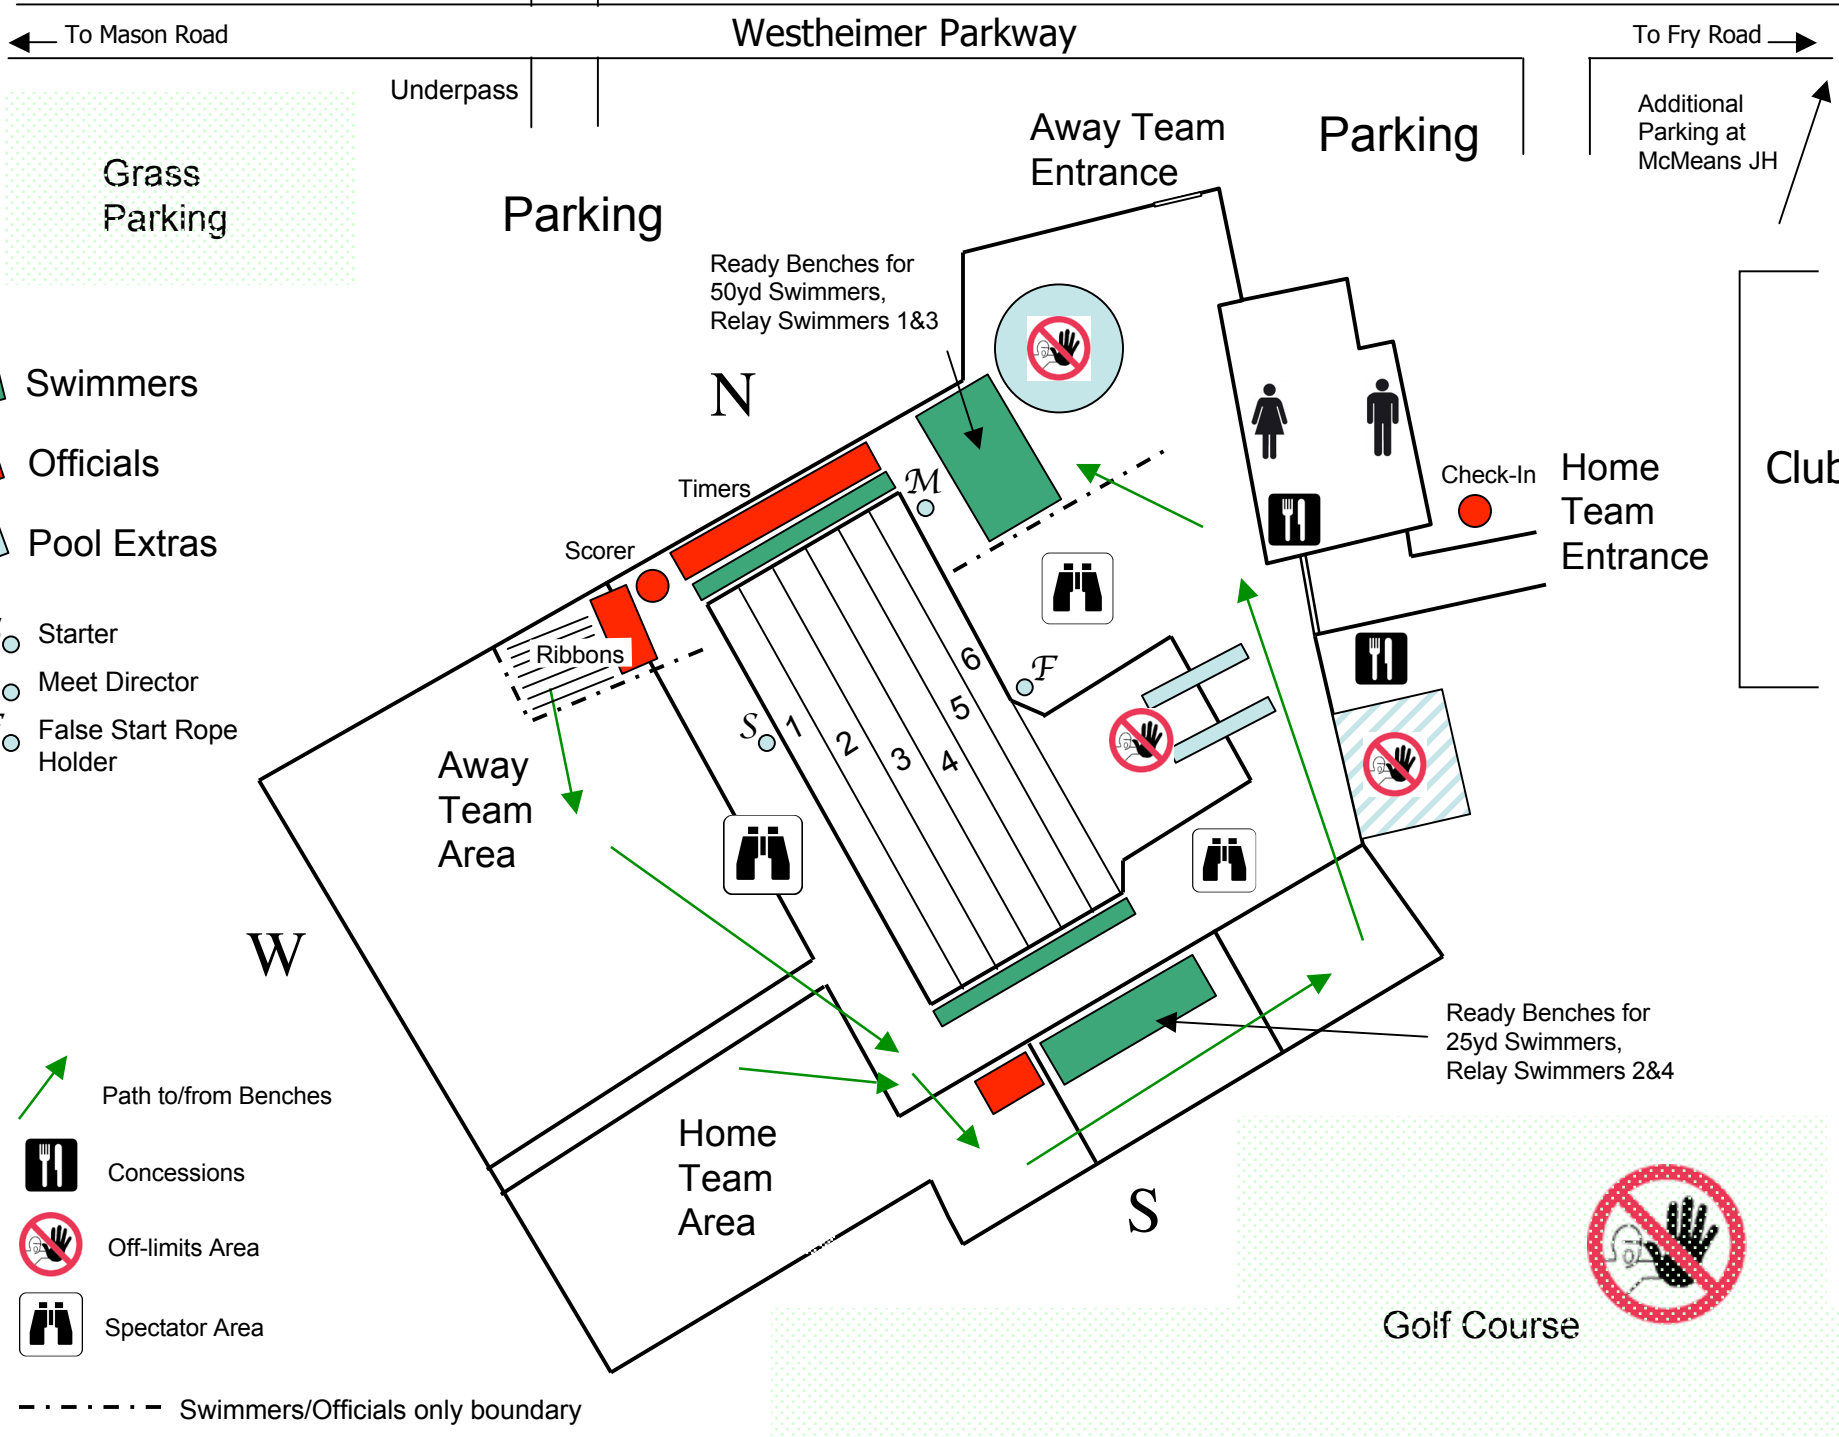 To Mason Road
Westheimer Parkway
To Fry Road
Underpass
Additional
Parking at
McMeans JH
Away Team
Entrance
Parking
Grass
Parking
Parking
Ready Benches for
50yd Swimmers,
Relay Swimmers 1&3
N
Swimmers
Officials
Pool Extras
Starter
Meet Director
False Start Rope
Holder
Timers
M
Scorer
Ribbons
Check-In
Home
Team
Entrance
Club
F
S
1
2
3
4
5
6
Away
Team
Area
W
Ready Benches for
25yd Swimmers,
Relay Swimmers 2&4
Home
Team
Area
S
Path to/from Benches
Concessions
Off-limits Area
Spectator Area
Swimmers/Officials only boundary
Golf Course